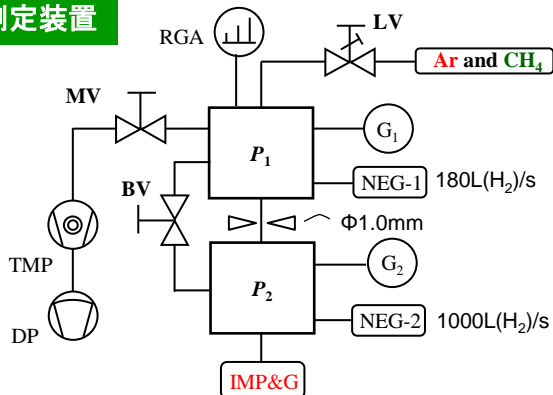 则定装置
RGA
LV
Ar and CH₄
MV
G₁
P₁
NEG-1 180L(H₂)/s
BV
Φ1.0mm
TMP
G₂
P₂
DP
NEG-2 1000L(H₂)/s
IMP&G